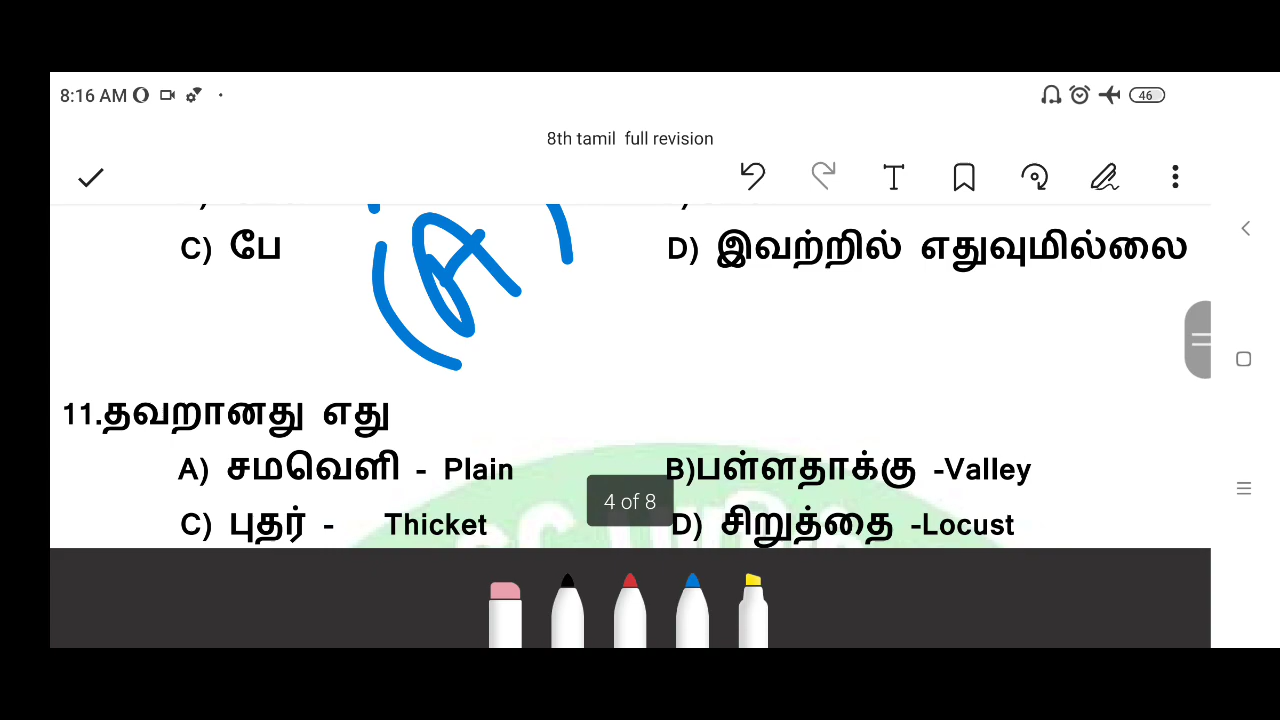 8:16 AM 46
8th tamil full revision
C) பே D) இவற்றில் எதுவுமில்லை
(A)
11.தவறானது எது
A) சமவெளி - Plain B)பள்ளதாக்கு -Valley
4 of 8
C) புதர் - Thicket D) சிறுத்தை -Locust